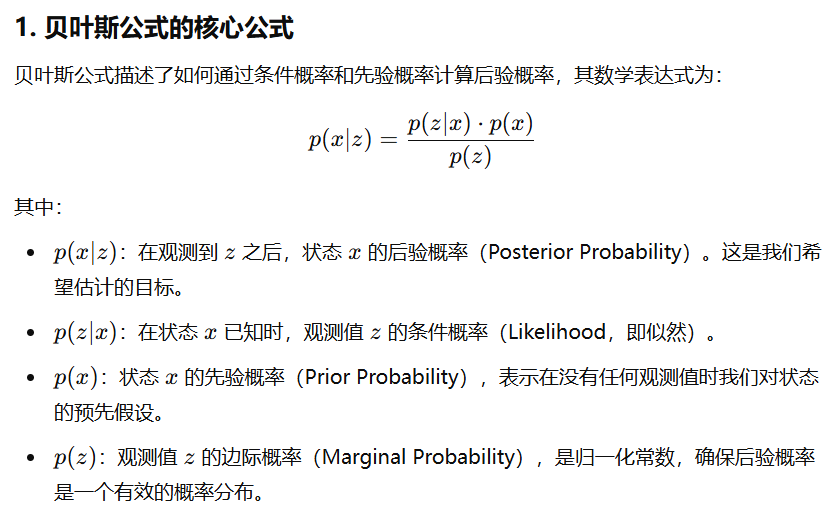 1. 贝叶斯公式的核心公式
贝叶斯公式描述了如何通过条件概率和先验概率计算后验概率，其数学表达式为：
p(x|z) = p(z|x) · p(x) / p(z)
其中：
• p(x|z)：在观测到 z 之后，状态 x 的后验概率（Posterior Probability）。这是我们希
望估计的目标。
• p(z|x)：在状态 x 已知时，观测值 z 的条件概率（Likelihood，即似然）。
• p(x)：状态 x 的先验概率（Prior Probability），表示在没有任何观测值时我们对状态
的预先假设。
• p(z)：观测值 z 的边际概率（Marginal Probability），是归一化常数，确保后验概率
是一个有效的概率分布。